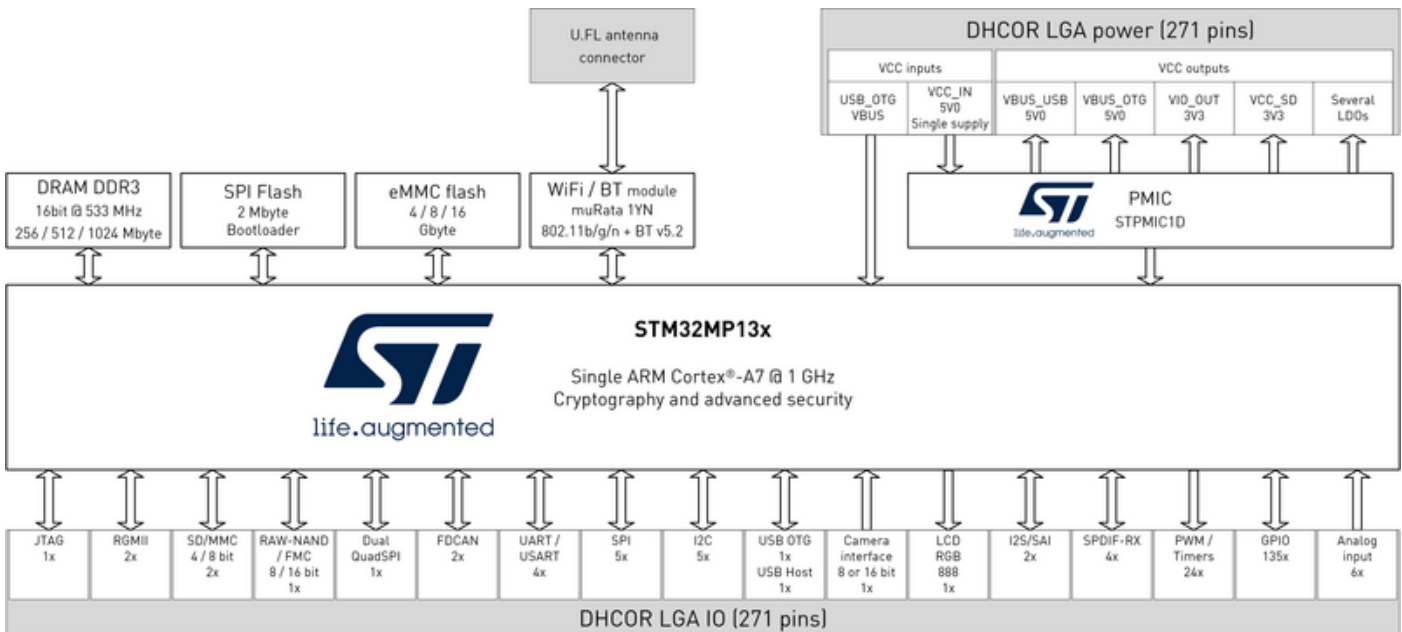 U.FL antenna
connector
DHCOR LGA power (271 pins)
VCC inputs
VCC outputs
USB_OTG
VBUS
VCC_IN
5V0
Single supply
VBUS_USB
5V0
VBUS_OTG
5V0
VIO_OUT
3V3
VCC_SD
3V3
Several
LDOs
DRAM DDR3
16bit @ 533 MHz
256 / 512 / 1024 Mbyte
SPI Flash
2 Mbyte
Bootloader
eMMC flash
4 / 8 / 16
Gbyte
WiFi / BT module
muRata 1YN
802.11b/g/n + BT v5.2
ST
life.augmented
PMIC
STPMIC1D
ST
life.augmented
STM32MP13x
Single ARM Cortex®-A7 @ 1 GHz
Cryptography and advanced security
JTAG
1x
RGMII
2x
SD/MMC
4 / 8 bit
2x
RAW-NAND
/ FMC
8 / 16 bit
1x
Dual
QuadSPI
1x
FDCAN
2x
UART /
USART
4x
SPI
5x
I2C
5x
USB OTG
1x
USB Host
1x
Camera
interface
8 or 16 bit
1x
LCD
RGB
888
1x
I2S/SAI
2x
SPDIF-RX
4x
PWM /
Timers
24x
GPIO
135x
Analog
input
6x
DHCOR LGA IO (271 pins)